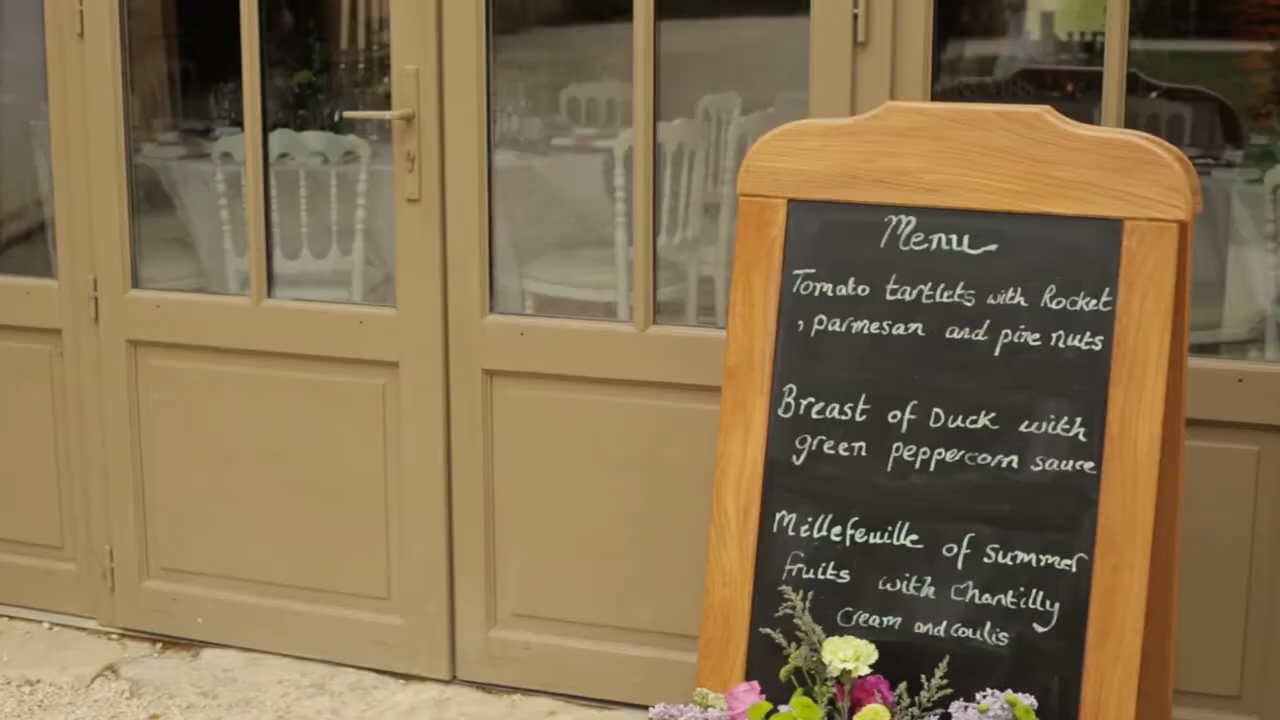 Menu
Tomato tartlets with Rocket
, parmesan and pine nuts
Breast of Duck with
green peppercorn sauce
Millefeuille of summer
fruits with Chantilly
Cream and coulis